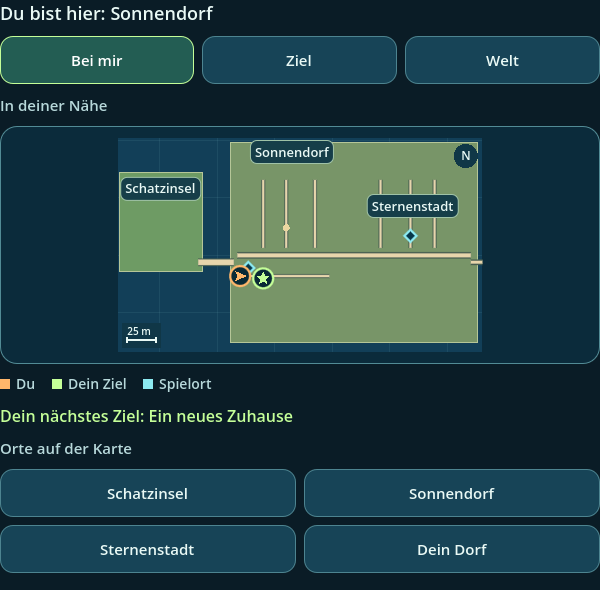 Du bist hier: Sonnendorf
Bei mir
Ziel
Welt
In deiner Nähe
Sonnendorf
N
Schatzinsel
Sternenstadt
25 m
Du
Dein Ziel
Spielort
Dein nächstes Ziel: Ein neues Zuhause
Orte auf der Karte
Schatzinsel
Sonnendorf
Sternenstadt
Dein Dorf